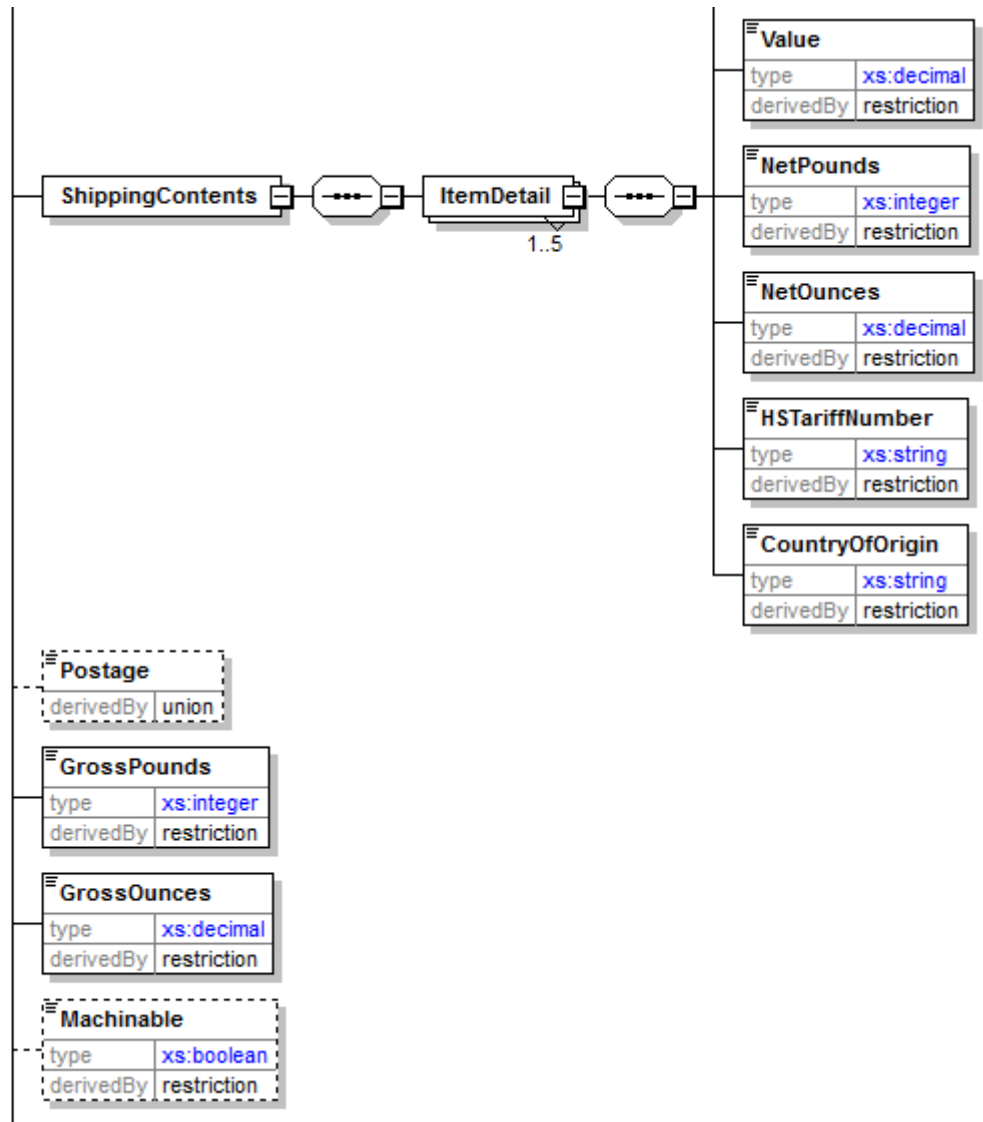 Value
type xs:decimal
derivedBy restriction
ShippingContents
ItemDetail
1..5
NetPounds
type xs:integer
derivedBy restriction
NetOunces
type xs:decimal
derivedBy restriction
HSTariffNumber
type xs:string
derivedBy restriction
CountryOfOrigin
type xs:string
derivedBy restriction
Postage
derivedBy union
GrossPounds
type xs:integer
derivedBy restriction
GrossOunces
type xs:decimal
derivedBy restriction
Machinable
type xs:boolean
derivedBy restriction